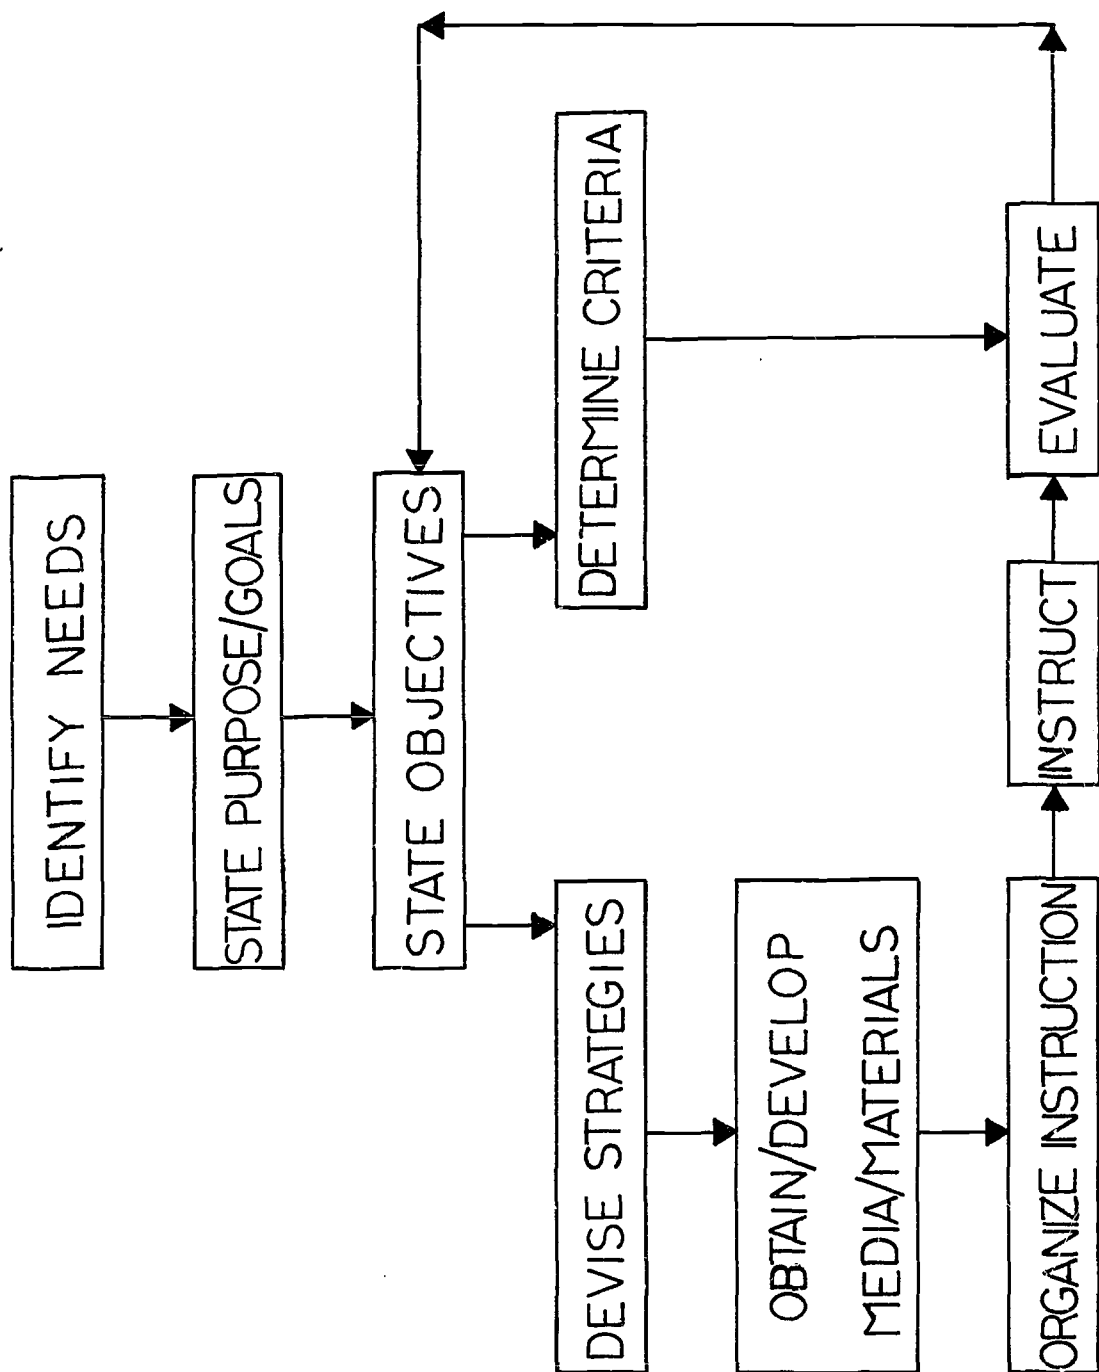 IDENTIFY NEEDS
STATE PURPOSE/GOALS
STATE OBJECTIVES
DEVISE STRATEGIES
DETERMINE CRITERIA
OBTAIN/DEVELOP
MEDIA/MATERIALS
ORGANIZE INSTRUCTION
INSTRUCT
EVALUATE